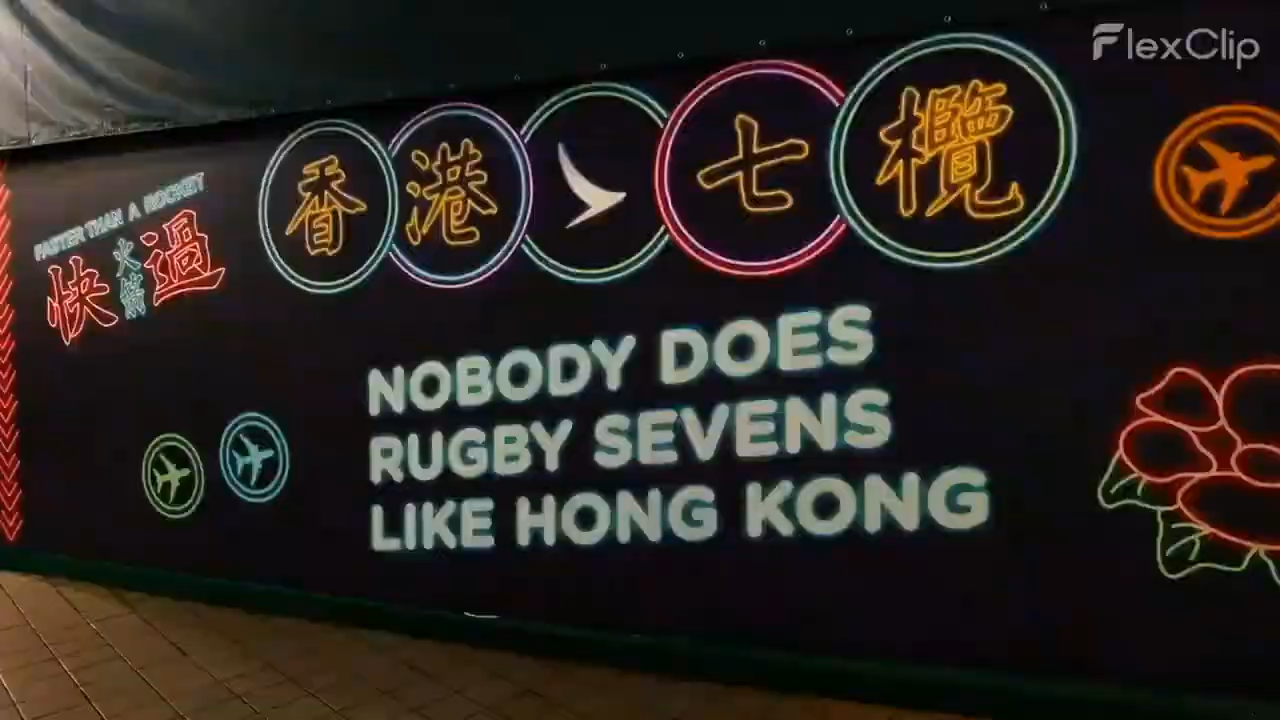 FlexClip
香港七欖
FASTER THAN A ROCKET
快過火箭
NOBODY DOES
RUGBY SEVENS
LIKE HONG KONG